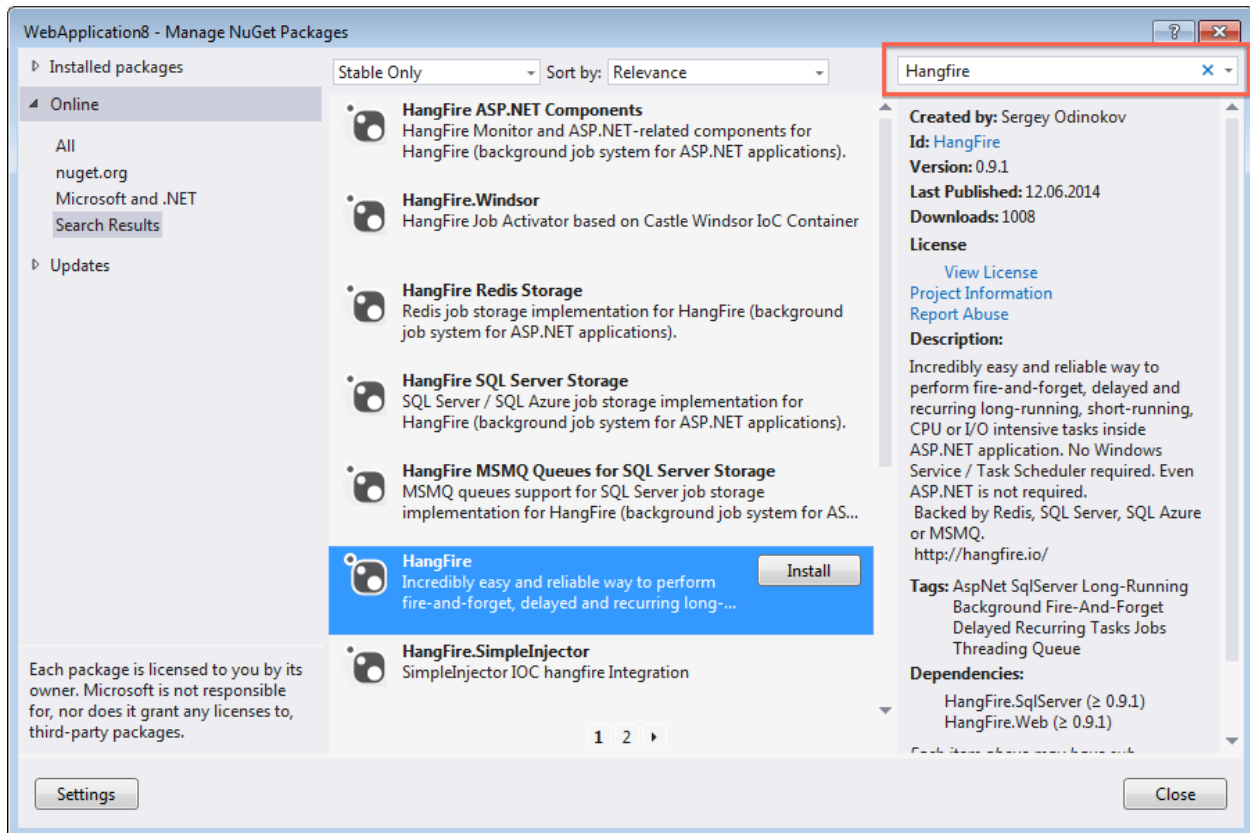 WebApplication8 - Manage NuGet Packages
Installed packages
Online
All
nuget.org
Microsoft and .NET
Search Results
Updates
Each package is licensed to you by its
owner. Microsoft is not responsible
for, nor does it grant any licenses to,
third-party packages.
Stable Only
Sort by: Relevance
HangFire ASP.NET Components
HangFire Monitor and ASP.NET-related components for
HangFire (background job system for ASP.NET applications).
HangFire.Windsor
HangFire Job Activator based on Castle Windsor IoC Container
HangFire Redis Storage
Redis job storage implementation for HangFire (background
job system for ASP.NET applications).
HangFire SQL Server Storage
SQL Server / SQL Azure job storage implementation for
HangFire (background job system for ASP.NET applications).
HangFire MSMQ Queues for SQL Server Storage
MSMQ queues support for SQL Server job storage
implementation for HangFire (background job system for AS...
HangFire
Incredibly easy and reliable way to perform
fire-and-forget, delayed and recurring long-...
Install
HangFire.SimpleInjector
SimpleInjector IOC hangfire Integration
1 2
Hangfire
Created by: Sergey Odinokov
Id: HangFire
Version: 0.9.1
Last Published: 12.06.2014
Downloads: 1008
License
View License
Project Information
Report Abuse
Description:
Incredibly easy and reliable way to
perform fire-and-forget, delayed and
recurring long-running, short-running,
CPU or I/O intensive tasks inside
ASP.NET application. No Windows
Service / Task Scheduler required. Even
ASP.NET is not required.
Backed by Redis, SQL Server, SQL Azure
or MSMQ.
http://hangfire.io/
Tags: AspNet SqlServer Long-Running
Background Fire-And-Forget
Delayed Recurring Tasks Jobs
Threading Queue
Dependencies:
HangFire.SqlServer (≥ 0.9.1)
HangFire.Web (≥ 0.9.1)
Each item above may have sub
Settings
Close